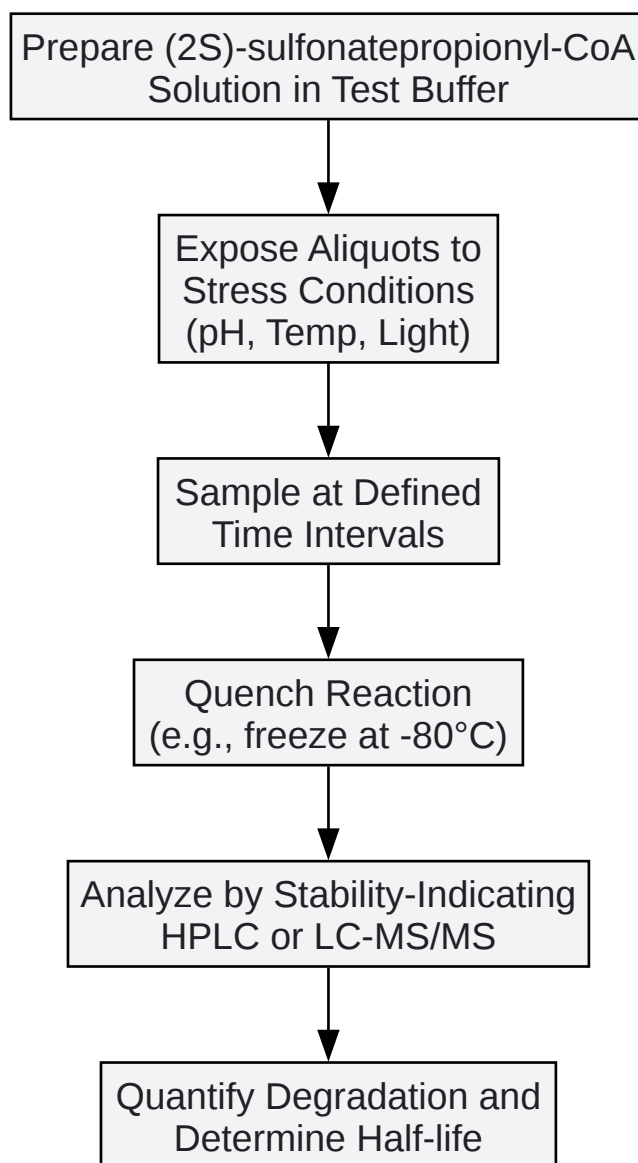 Prepare (2S)-sulfonatepropionyl-CoA
Solution in Test Buffer
Expose Aliquots to
Stress Conditions
(pH, Temp, Light)
Sample at Defined
Time Intervals
Quench Reaction
(e.g., freeze at -80°C)
Analyze by Stability-Indicating
HPLC or LC-MS/MS
Quantify Degradation and
Determine Half-life